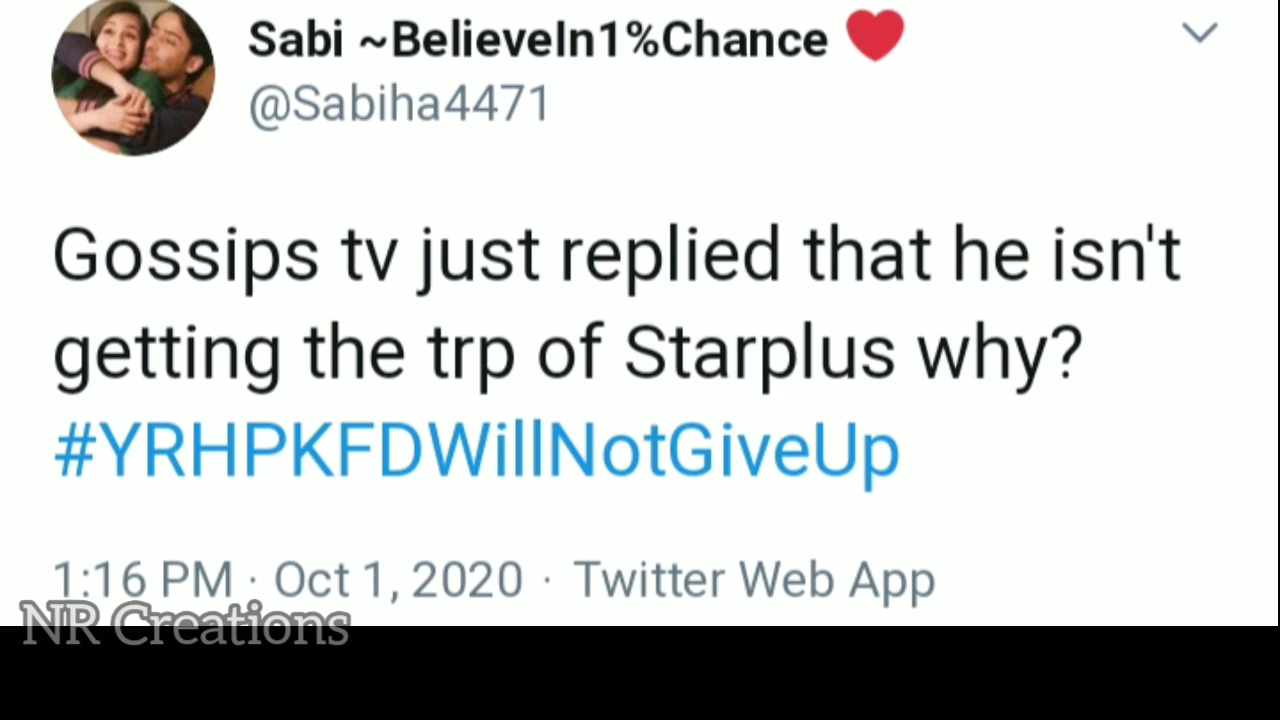 Sabi ~BelieveIn1%Chance ❤️
@Sabiha4471
Gossips tv just replied that he isn't
getting the trp of Starplus why?
#YRHPKFDWillNotGiveUp
1:16 PM · Oct 1, 2020 · Twitter Web App
NR Creations